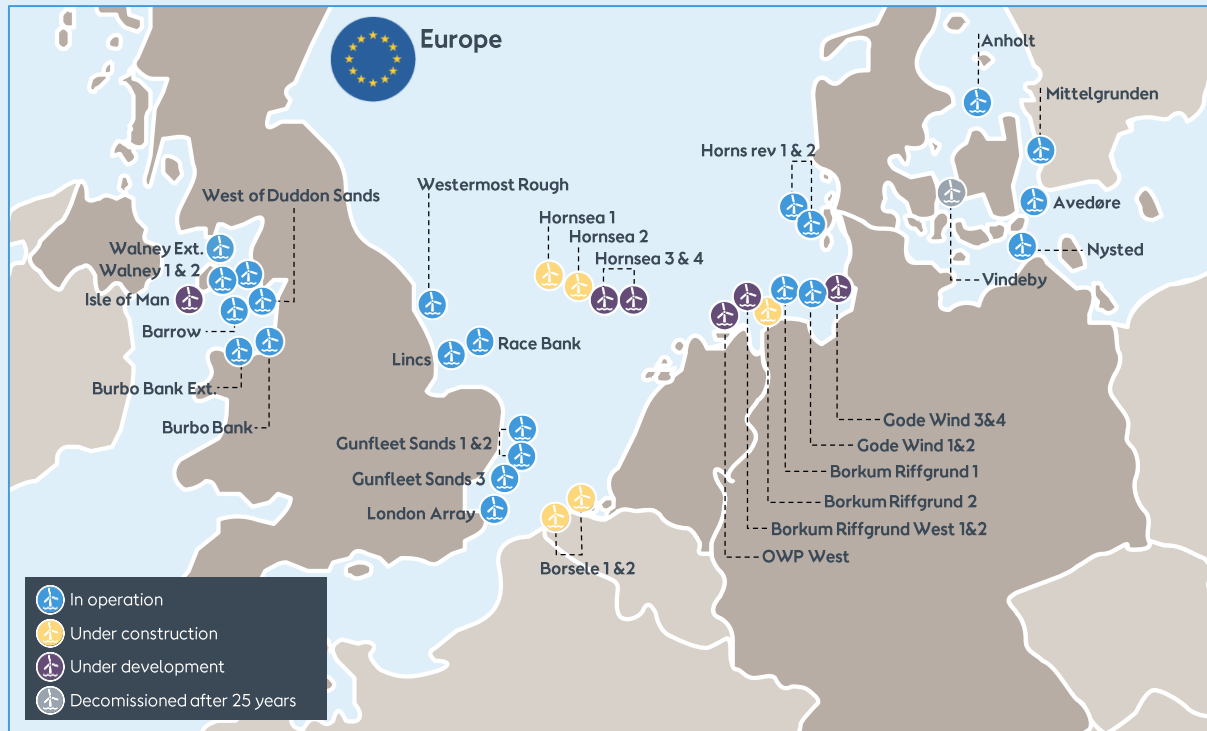 Europe
Anholt
Mittelgrunden
Horns rev 1 & 2
Westermost Rough
West of Duddon Sands
Avedøre
Hornsea 1
Hornsea 2
Hornsea 3 & 4
Walney Ext.
Walney 1 & 2
Isle of Man
Nysted
Vindeby
Barrow
Race Bank
Lincs
Burbo Bank Ext.
Burbo Bank
Gode Wind 3&4
Gunfleet Sands 1 &2
Gode Wind 1&2
Borkum Riffgrund 1
Gunfleet Sands 3
Borkum Riffgrund 2
London Array
Borkum Riffgrund West 1&2
OWP West
Borsele 1 &2
In operation
Under construction
Under development
Decomissioned after 25 years